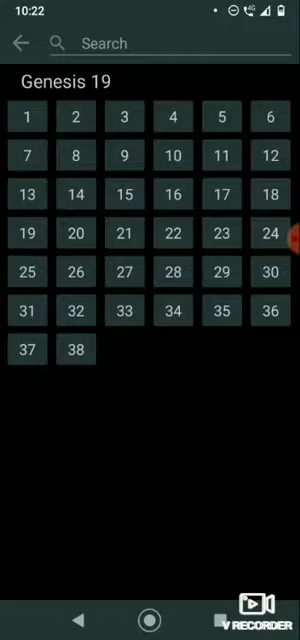 10:22
4G
Search
Genesis 19
1 2 3 4 5 6
7 8 9 10 11 12
13 14 15 16 17 18
19 20 21 22 23 24
25 26 27 28 29 30
31 32 33 34 35 36
37 38
V RECORDER